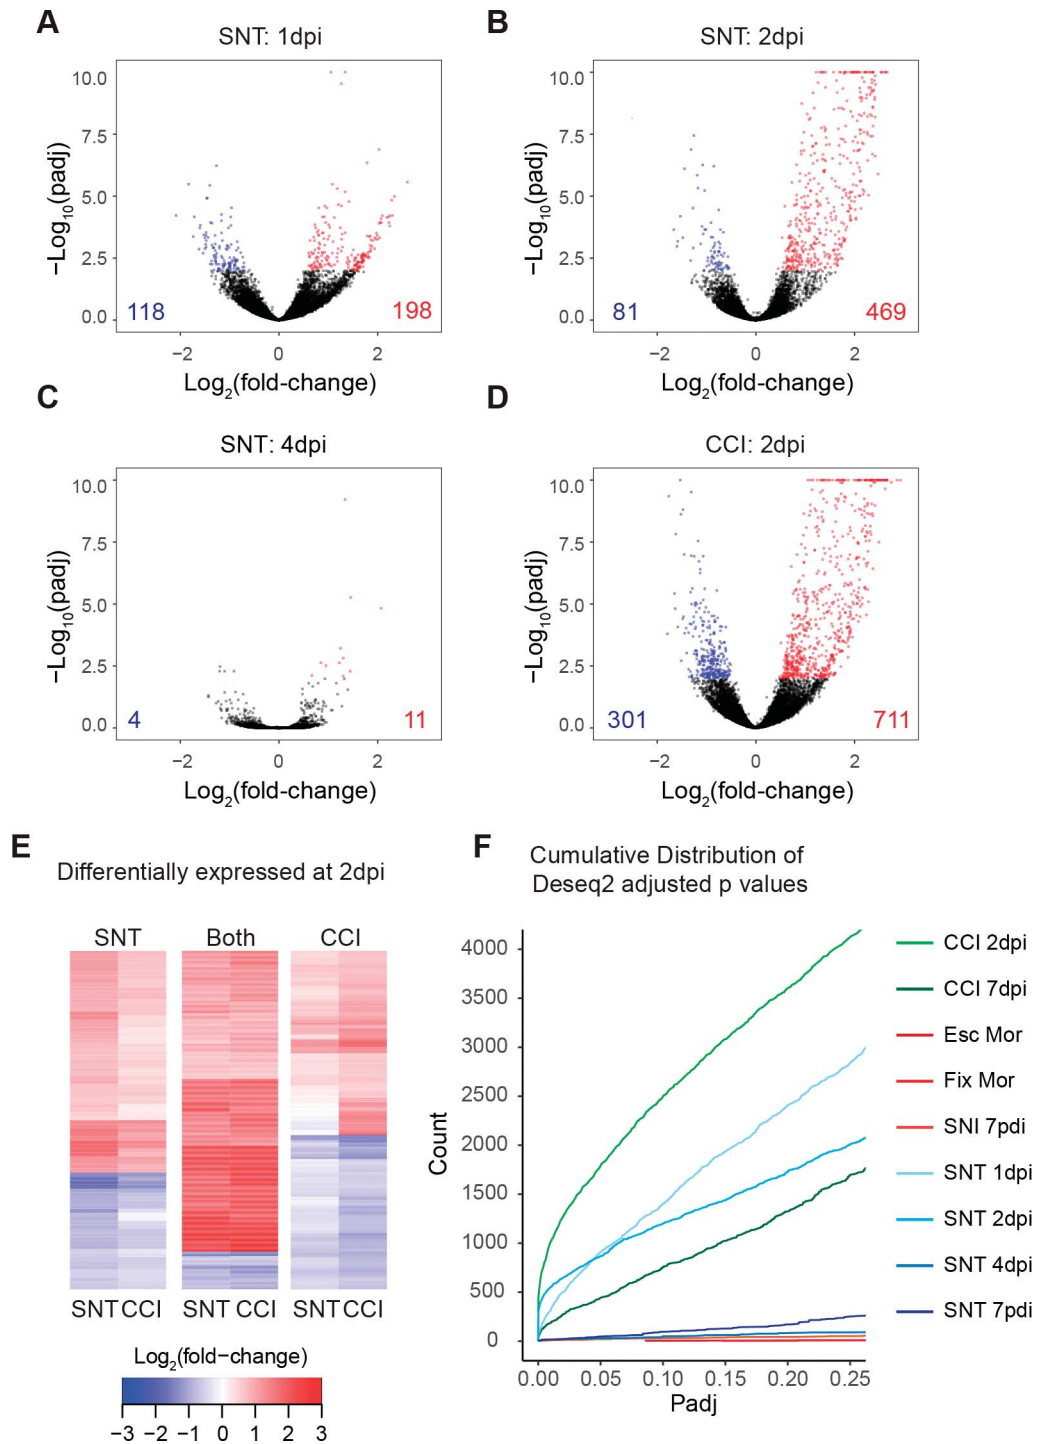 A
SNT: 1dpi
10.0
7.5
5.0
2.5
0.0
−Log10(padj)
118
198
−2
0
2
Log2(fold-change)
B
SNT: 2dpi
10.0
7.5
5.0
2.5
0.0
−Log10(padj)
81
469
−2
0
2
Log2(fold-change)
C
SNT: 4dpi
10.0
7.5
5.0
2.5
0.0
−Log10(padj)
4
11
−2
0
2
Log2(fold-change)
D
CCI: 2dpi
10.0
7.5
5.0
2.5
0.0
−Log10(padj)
301
711
−2
0
2
Log2(fold-change)
E
Differentially expressed at 2dpi
SNT Both CCI
SNT CCI SNT CCI SNT CCI
Log2(fold−change)
−3 −2 −1 0 1 2 3
F
Cumulative Distribution of
Deseq2 adjusted p values
4000
3500
3000
2500
2000
1500
1000
500
0
Count
0.00 0.05 0.10 0.15 0.20 0.25
Padj
CCI 2dpi
CCI 7dpi
Esc Mor
Fix Mor
SNI 7pdi
SNT 1dpi
SNT 2dpi
SNT 4dpi
SNT 7pdi